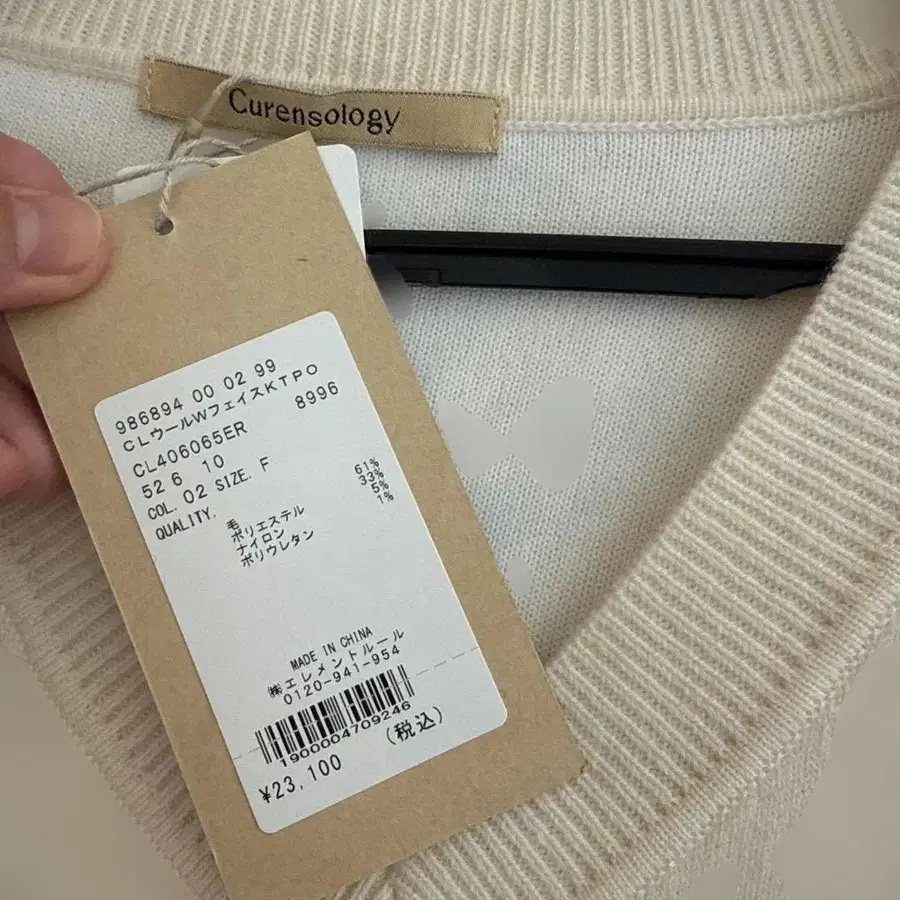 Curensology
986894 00 02 99
CLウールWフェイスKTPO
CL406065ER 8996
52 6 10
COL. 02 SIZE. F
QUALITY.
毛 61%
ポリエステル 33%
ナイロン 5%
ポリウレタン 1%
MADE IN CHINA
㈱エレメントルール
0120-941-954
1900004709246
¥23,100 (税込)